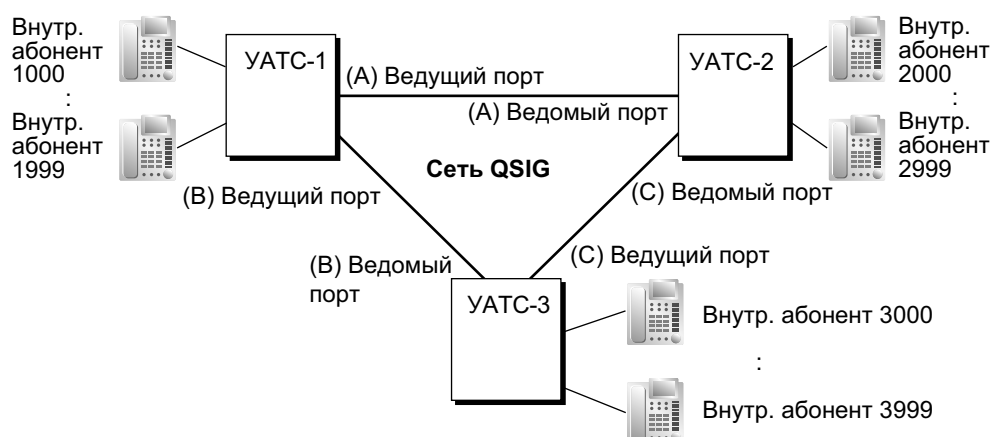 Внутр.
абонент
1000
:
Внутр.
абонент
1999
УАТС-1
(A) Ведущий порт
(A) Ведомый порт
УАТС-2
Внутр.
абонент
2000
:
Внутр.
абонент
2999
Сеть QSIG
(B) Ведущий порт
(C) Ведомый порт
(B) Ведомый
порт
(C) Ведущий порт
УАТС-3
Внутр. абонент 3000
:
Внутр. абонент 3999